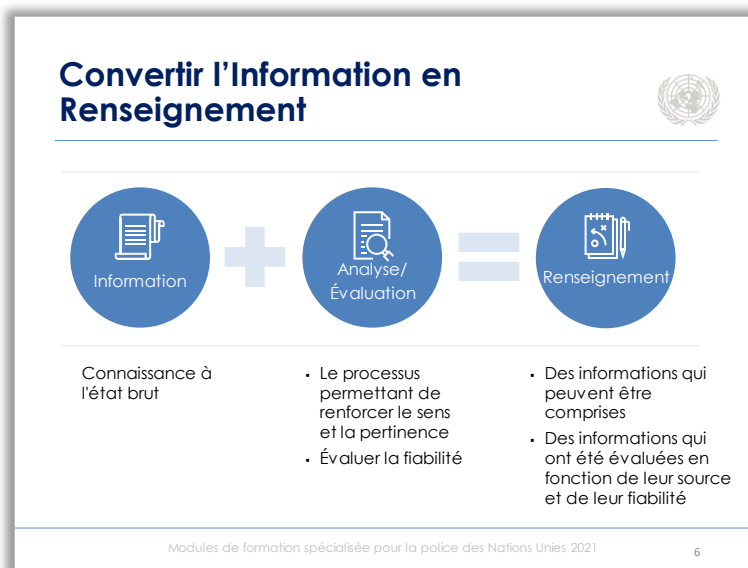 Convertir l'Information en
Renseignement
Information
Analyse/
Évaluation
Renseignement
Connaissance à
l'état brut
▪ Le processus
permettant de
renforcer le sens
et la pertinence
▪ Évaluer la fiabilité
▪ Des informations qui
peuvent être
comprises
▪ Des informations qui
ont été évaluées en
fonction de leur source
et de leur fiabilité
Modules de formation spécialisée pour la police des Nations Unies 2021
6